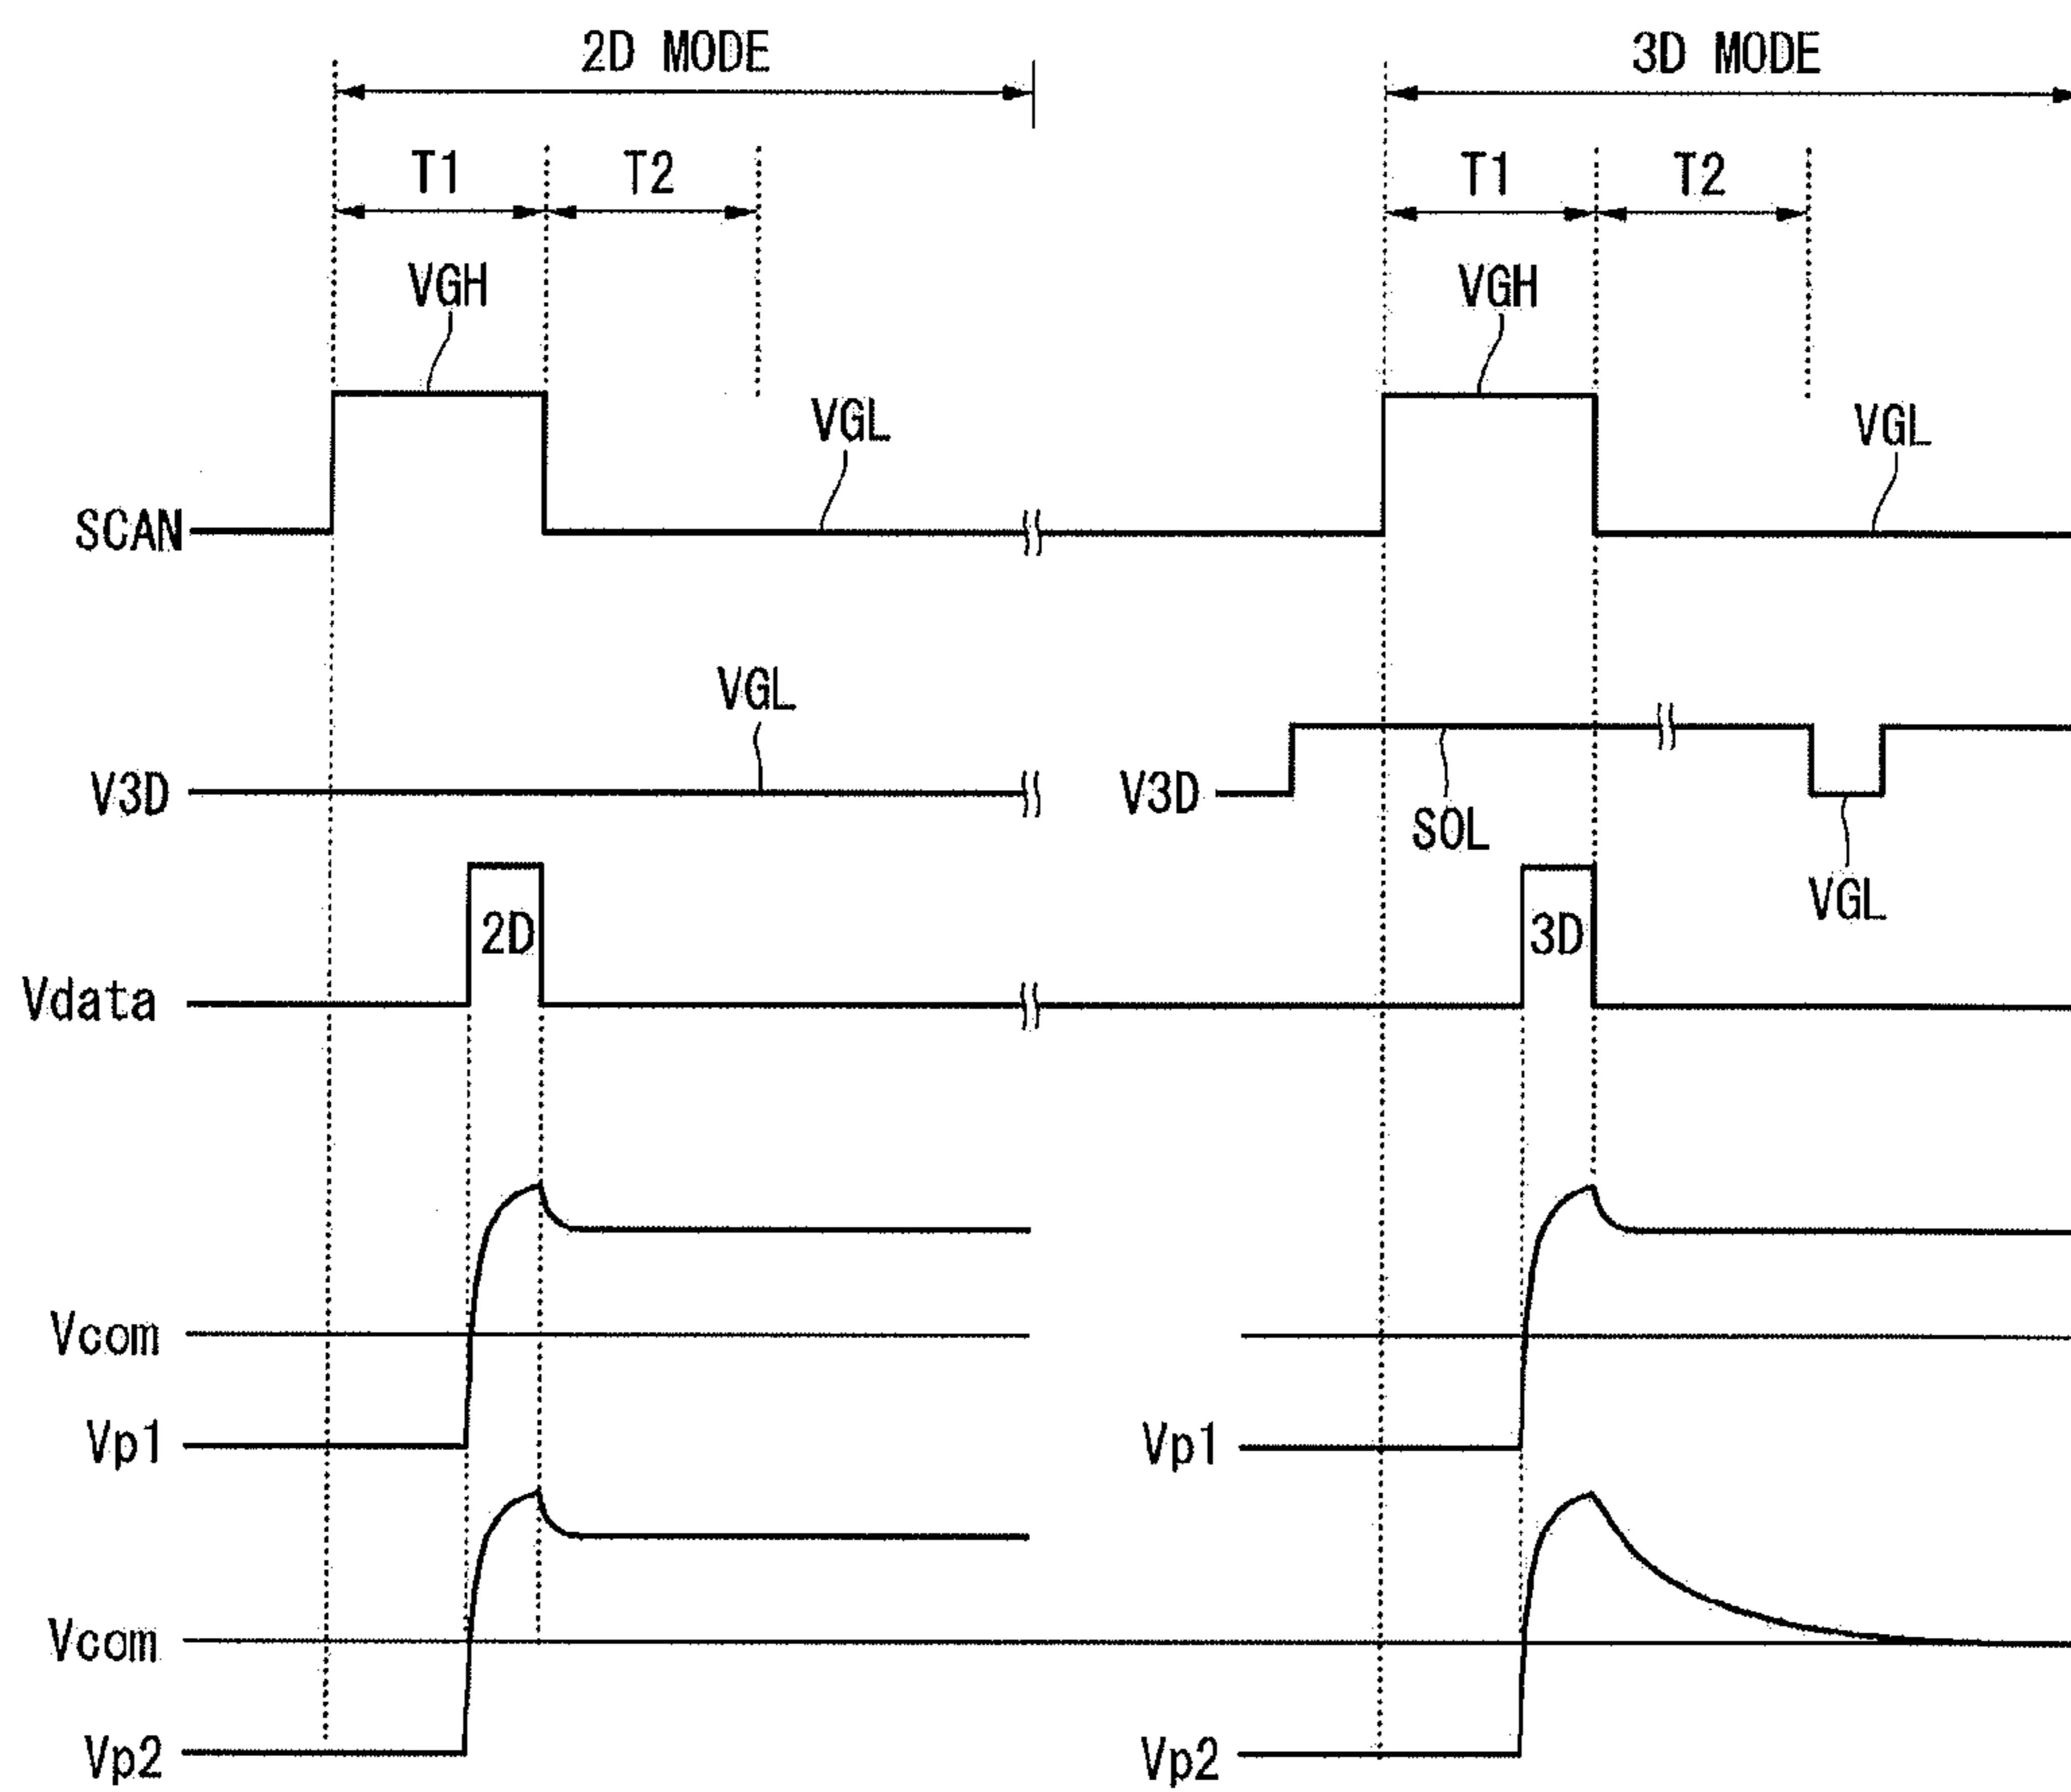 2D MODE
3D MODE
T1
T2
T1
T2
VGH
VGH
VGL
VGL
SCAN
VGL
V3D
V3D
SOL
VGL
2D
3D
Vdata
Vcom
Vp1
Vp1
Vcom
Vp2
Vp2